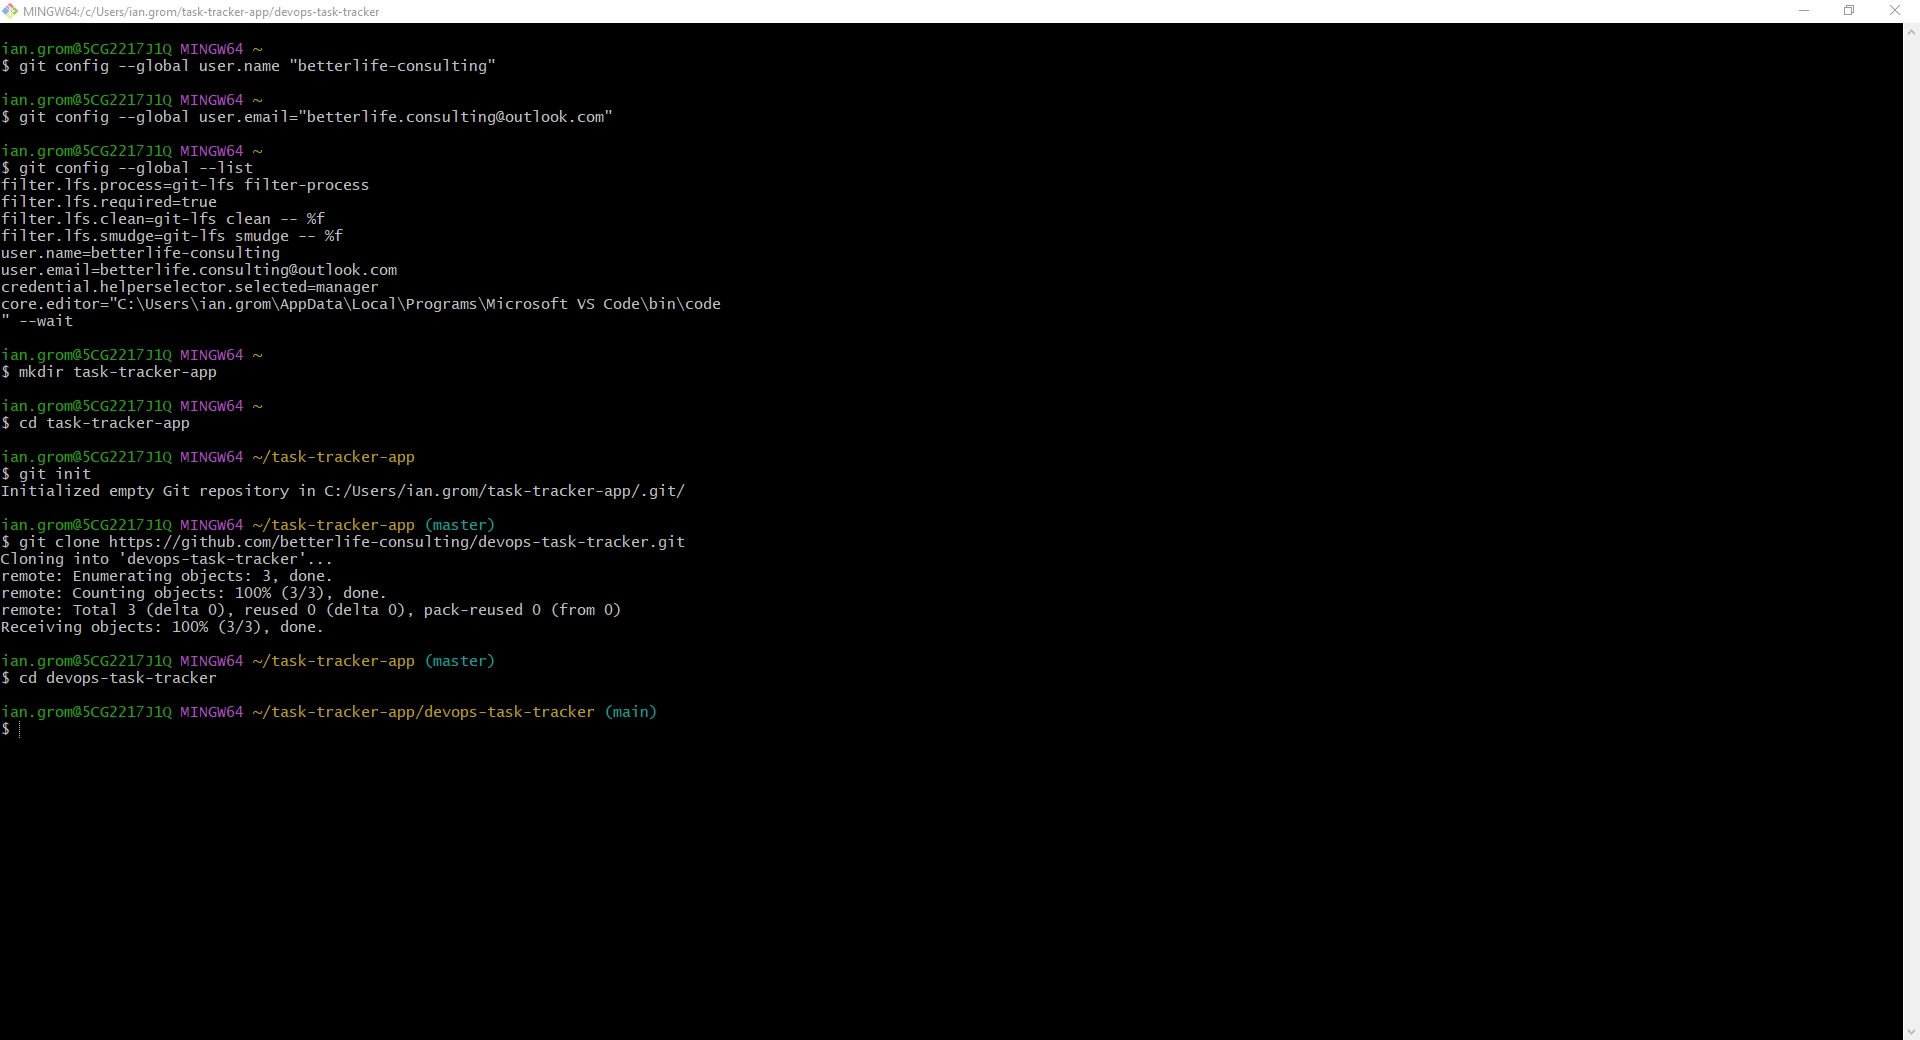 MINGW64:/c/Users/ian.grom/task-tracker-app/devops-task-tracker
ian.grom@5CG2217J1Q MINGW64 ~
$ git config --global user.name "betterlife-consulting"
ian.grom@5CG2217J1Q MINGW64 ~
$ git config --global user.email="betterlife.consulting@outlook.com"
ian.grom@5CG2217J1Q MINGW64 ~
$ git config --global --list
filter.lfs.process=git-lfs filter-process
filter.lfs.required=true
filter.lfs.clean=git-lfs clean -- %f
filter.lfs.smudge=git-lfs smudge -- %f
user.name=betterlife-consulting
user.email=betterlife.consulting@outlook.com
credential.helperselector.selected=manager
core.editor="C:\Users\ian.grom\AppData\Local\Programs\Microsoft VS Code\bin\code
" --wait
ian.grom@5CG2217J1Q MINGW64 ~
$ mkdir task-tracker-app
ian.grom@5CG2217J1Q MINGW64 ~
$ cd task-tracker-app
ian.grom@5CG2217J1Q MINGW64 ~/task-tracker-app
$ git init
Initialized empty Git repository in C:/Users/ian.grom/task-tracker-app/.git/
ian.grom@5CG2217J1Q MINGW64 ~/task-tracker-app (master)
$ git clone https://github.com/betterlife-consulting/devops-task-tracker.git
Cloning into 'devops-task-tracker'...
remote: Enumerating objects: 3, done.
remote: Counting objects: 100% (3/3), done.
remote: Total 3 (delta 0), reused 0 (delta 0), pack-reused 0 (from 0)
Receiving objects: 100% (3/3), done.
ian.grom@5CG2217J1Q MINGW64 ~/task-tracker-app (master)
$ cd devops-task-tracker
ian.grom@5CG2217J1Q MINGW64 ~/task-tracker-app/devops-task-tracker (main)
$